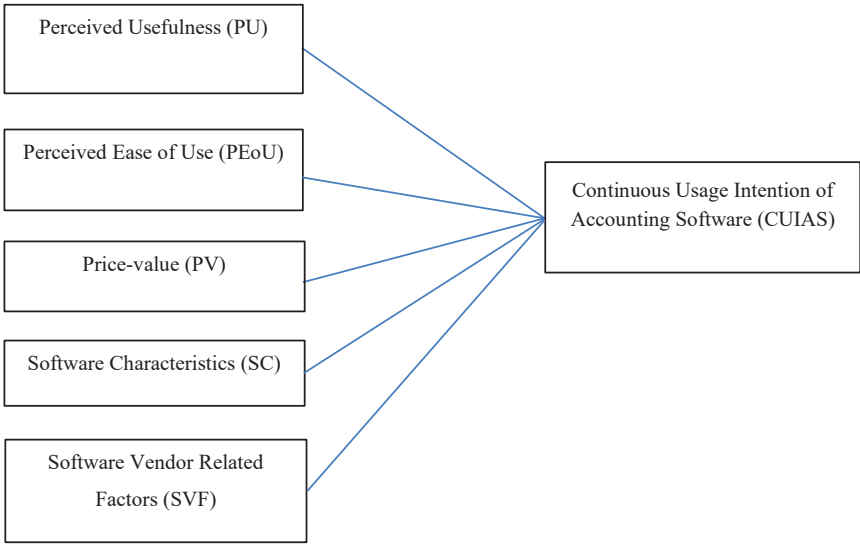 Perceived Usefulness (PU)
Perceived Ease of Use (PEoU)
Price-value (PV)
Software Characteristics (SC)
Software Vendor Related
Factors (SVF)
Continuous Usage Intention of
Accounting Software (CUIAS)